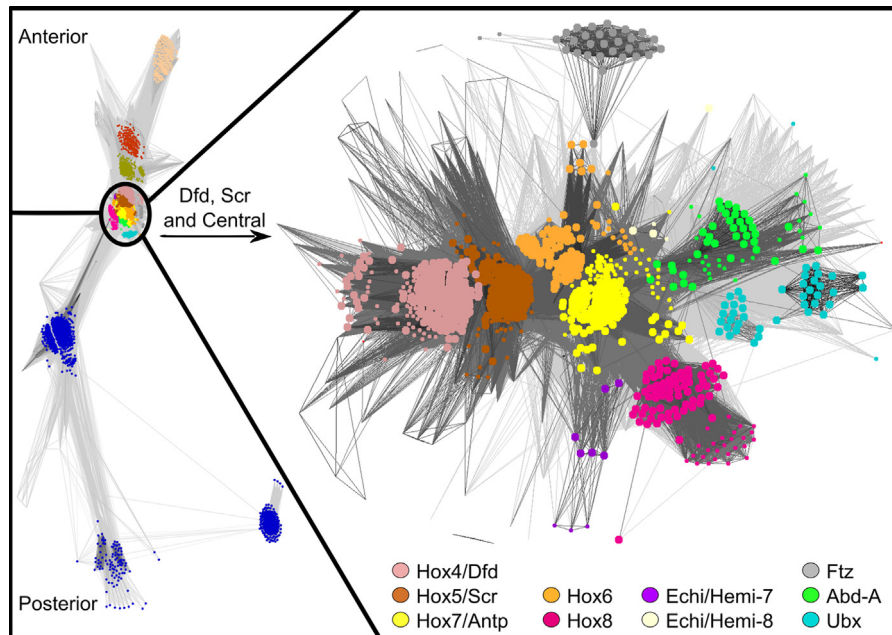 Anterior
Dfd, Scr
and Central
Posterior
Hox4/Dfd
Hox5/Scr
Hox7/Antp
Hox6
Hox8
Echi/Hemi-7
Echi/Hemi-8
Ftz
Abd-A
Ubx